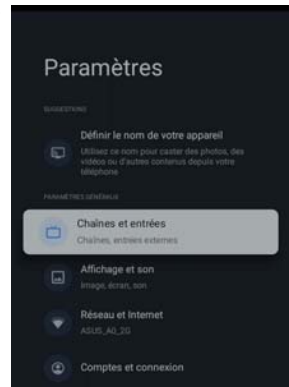 Paramètres
SUGGESTIONS
Définir le nom de votre appareil
Utilisez ce nom pour caster des photos, des
vidéos ou d'autres contenus depuis votre
téléphone
PARAMÈTRES GÉNÉRAUX
Chaînes et entrées
Chaînes, entrées externes
Affichage et son
Image, écran, son
Réseau et Internet
ASUS_A0_2G
Comptes et connexion